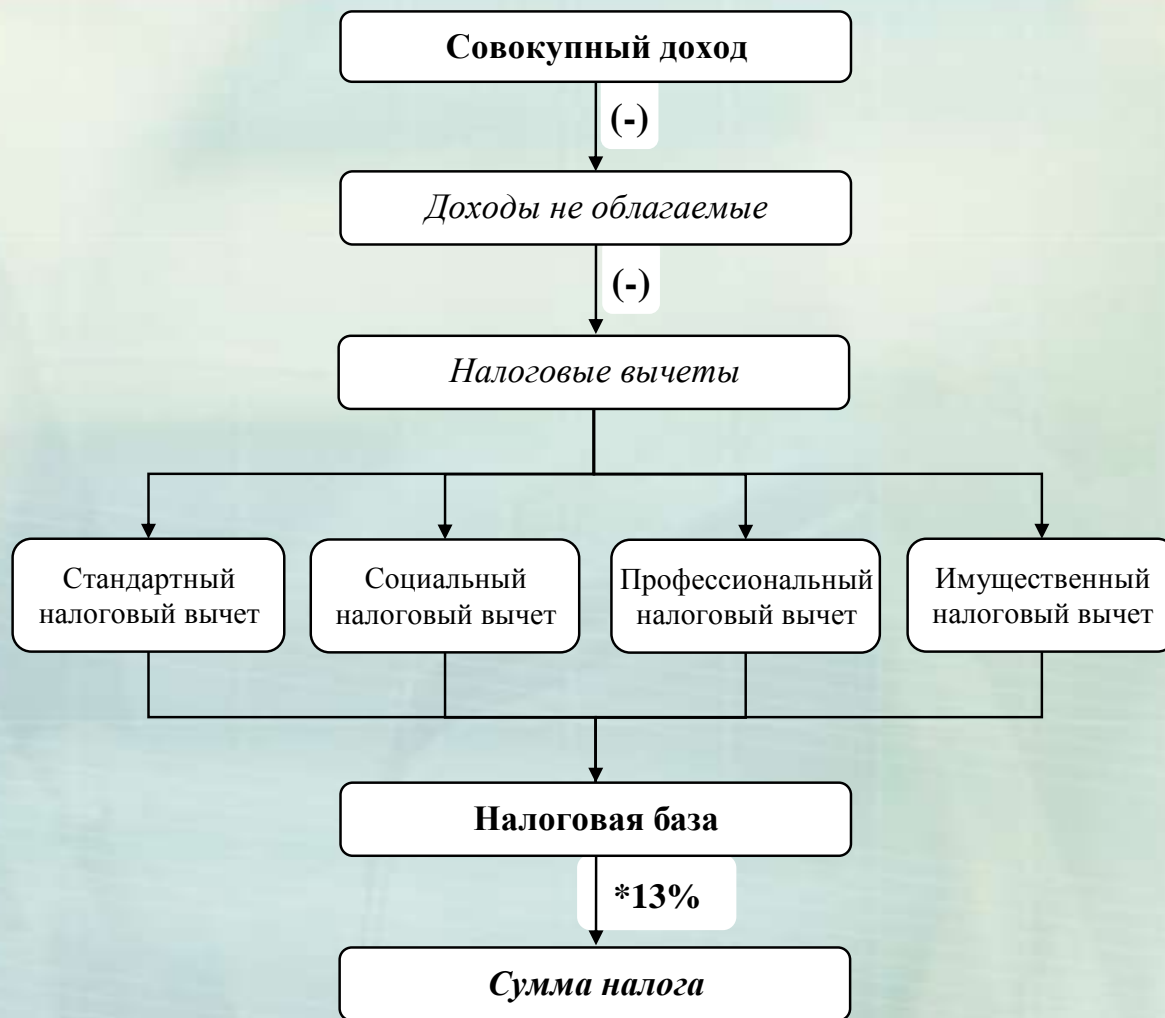 Совокупный доход
(-)
Доходы не облагаемые
(-)
Налоговые вычеты
Стандартный
налоговый вычет
Социальный
налоговый вычет
Профессиональный
налоговый вычет
Имущественный
налоговый вычет
Налоговая база
*13%
Сумма налога